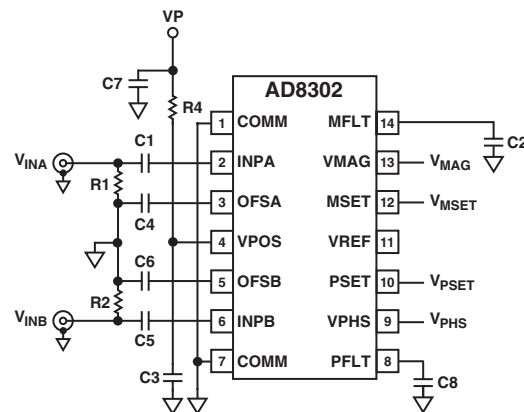 VP
C7
R4
AD8302
1 COMM MFLT 14
C2
VINA C1 2 INPA VMAG 13 VMAG
R1
C4 3 OFSA MSET 12 VMSET
4 VPOS VREF 11
C6 5 OFSB PSET 10 VPSET
R2
VINB C5 6 INPB VPHS 9 VPHS
C3 7 COMM PFLT 8
C8